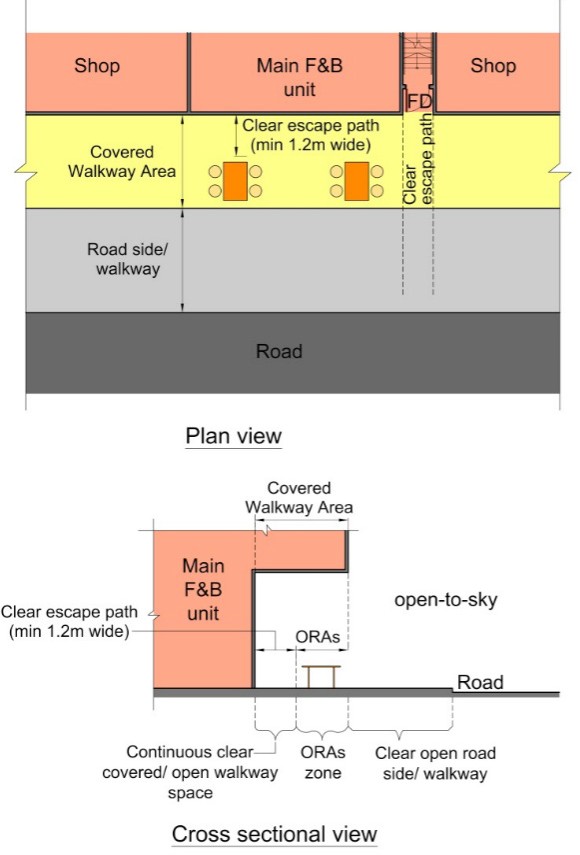 Shop
Main F&B
unit
Shop
FD
Clear escape path
(min 1.2m wide)
Covered
Walkway Area
Clear
escape path
Road side/
walkway
Road
Plan view
Covered
Walkway Area
Main
F&B
unit
open-to-sky
Clear escape path
(min 1.2m wide)
ORAs
Road
Continuous clear
covered/ open walkway
space
ORAs
zone
Clear open road
side/ walkway
Cross sectional view